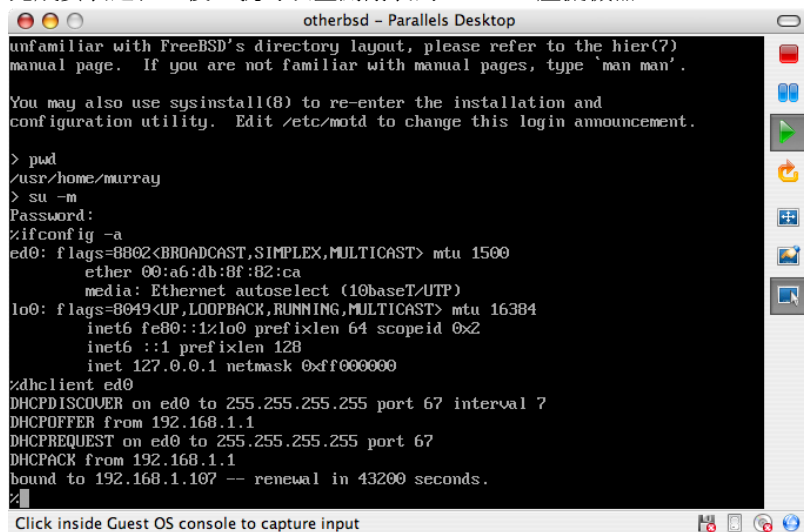 otherbsd – Parallels Desktop
unfamiliar with FreeBSD's directory layout, please refer to the hier(7)
manual page.  If you are not familiar with manual pages, type `man man'.
You may also use sysinstall(8) to re-enter the installation and
configuration utility.  Edit /etc/motd to change this login announcement.
> pwd
/usr/home/murray
> su -m
Password:
%ifconfig -a
ed0: flags=8802<BROADCAST,SIMPLEX,MULTICAST> mtu 1500
        ether 00:a6:db:8f:82:ca
        media: Ethernet autoselect (10baseT/UTP)
lo0: flags=8049<UP,LOOPBACK,RUNNING,MULTICAST> mtu 16384
        inet6 fe80::1%lo0 prefixlen 64 scopeid 0x2
        inet6 ::1 prefixlen 128
        inet 127.0.0.1 netmask 0xff000000
%dhclient ed0
DHCPDISCOVER on ed0 to 255.255.255.255 port 67 interval 7
DHCPOFFER from 192.168.1.1
DHCPREQUEST on ed0 to 255.255.255.255 port 67
DHCPACK from 192.168.1.1
bound to 192.168.1.107 -- renewal in 43200 seconds.
%
Click inside Guest OS console to capture input